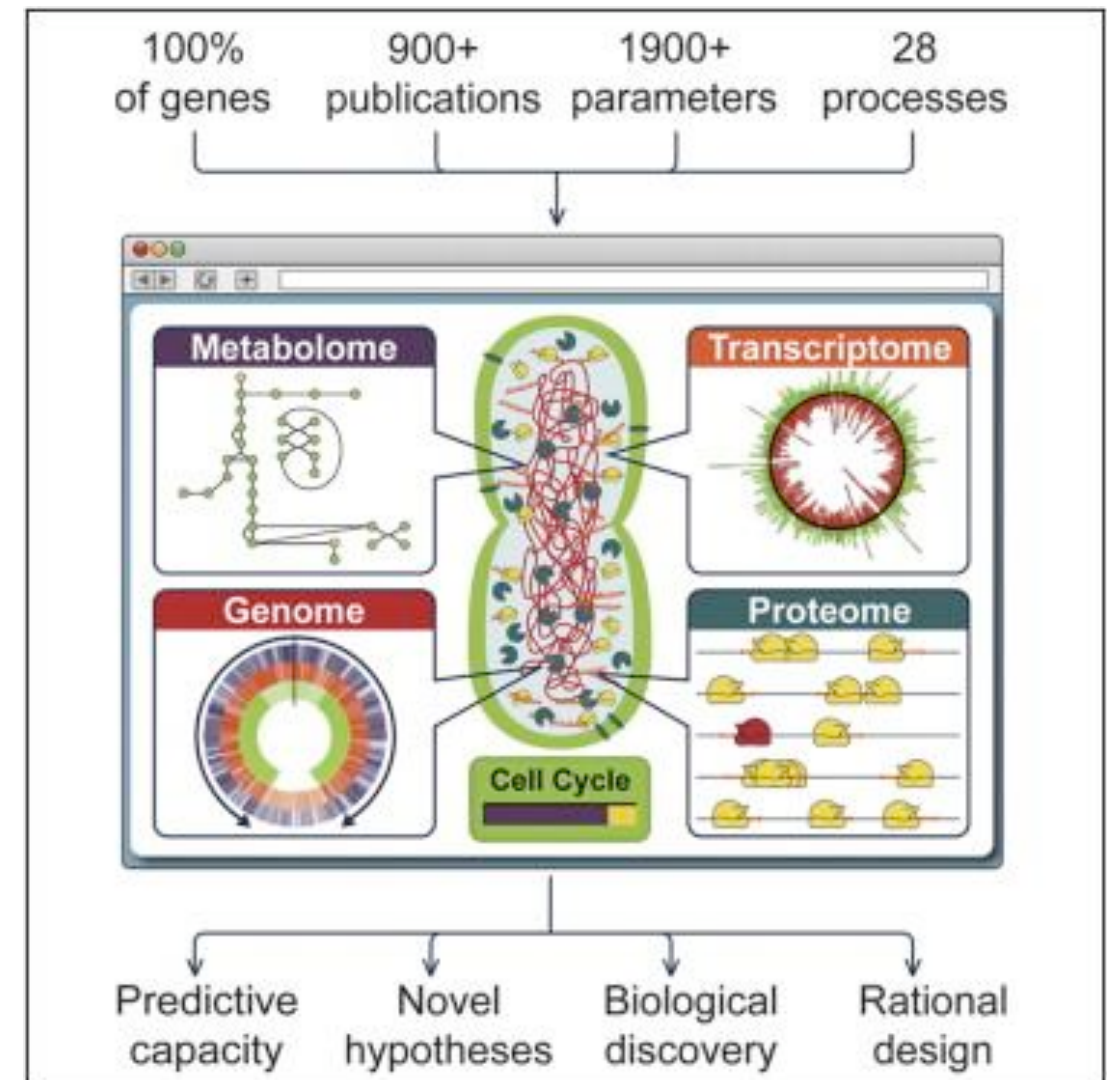 100%
of genes
900+
publications
1900+
parameters
28
processes
Metabolome
Transcriptome
Genome
Proteome
Cell Cycle
Predictive
capacity
Novel
hypotheses
Biological
discovery
Rational
design